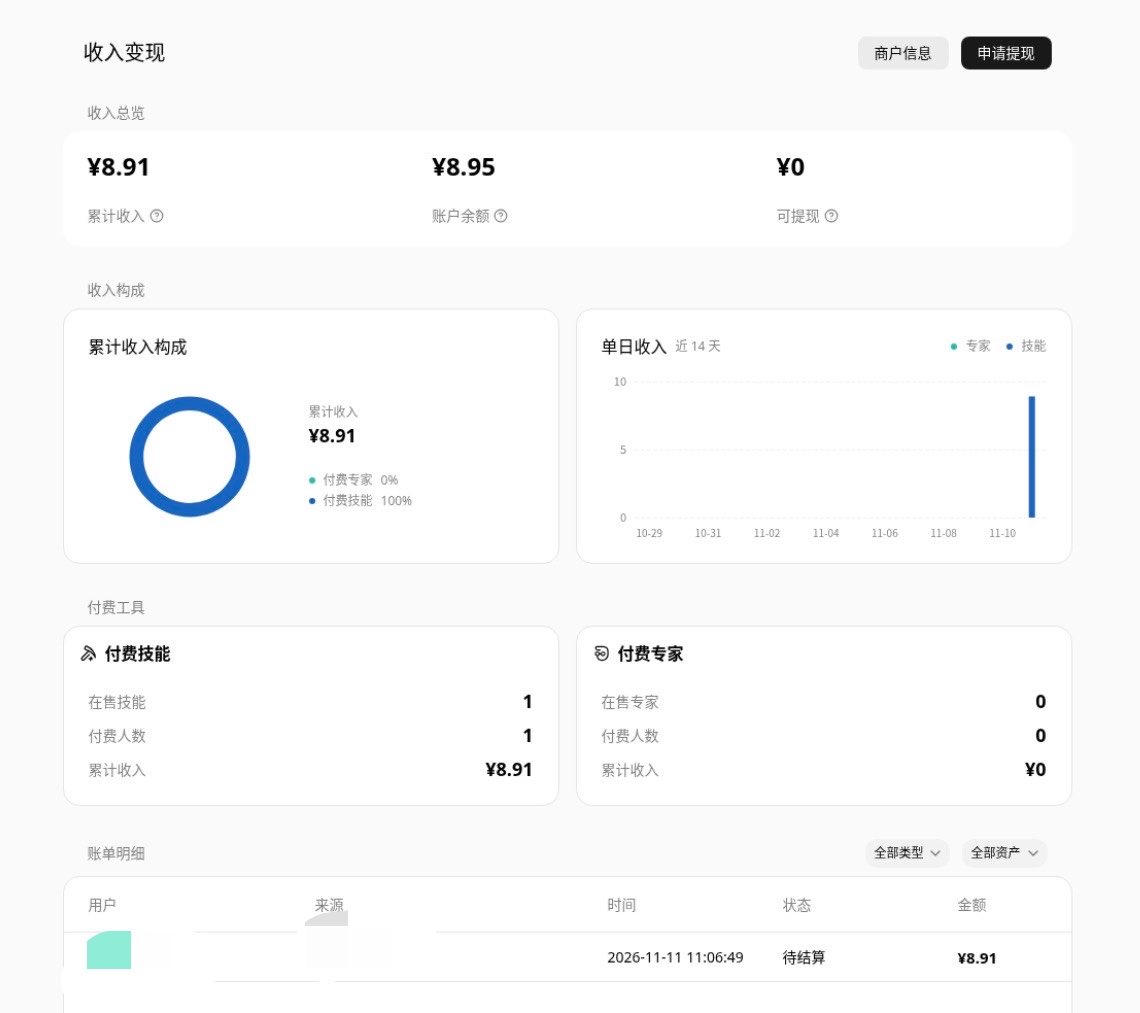 收入变现
商户信息
申请提现
收入总览
¥8.91
¥8.95
¥0
累计收入
账户余额
可提现
收入构成
累计收入构成
累计收入
¥8.91
付费专家 0%
付费技能 100%
单日收入 近 14 天
专家
技能
10
5
0
10-29 10-31 11-02 11-04 11-06 11-08 11-10
付费工具
付费技能
在售技能 1
付费人数 1
累计收入 ¥8.91
付费专家
在售专家 0
付费人数 0
累计收入 ¥0
账单明细
全部类型
全部资产
用户 来源 时间 状态 金额
2026-11-11 11:06:49 待结算 ¥8.91